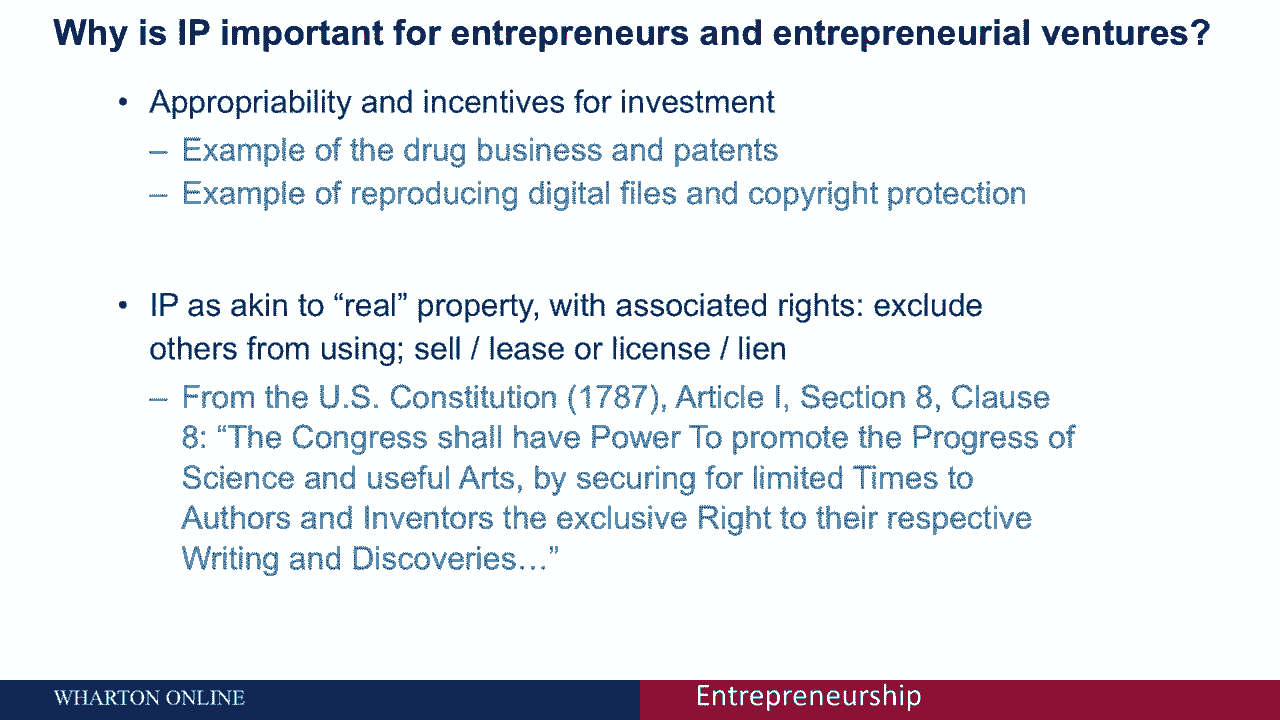 Why is IP important for entrepreneurs and entrepreneurial ventures?
• Appropriability and incentives for investment
– Example of the drug business and patents
– Example of reproducing digital files and copyright protection
• IP as akin to “real” property, with associated rights: exclude
others from using; sell / lease or license / lien
– From the U.S. Constitution (1787), Article I, Section 8, Clause
8: “The Congress shall have Power To promote the Progress of
Science and useful Arts, by securing for limited Times to
Authors and Inventors the exclusive Right to their respective
Writing and Discoveries…”
WHARTON ONLINE
Entrepreneurship